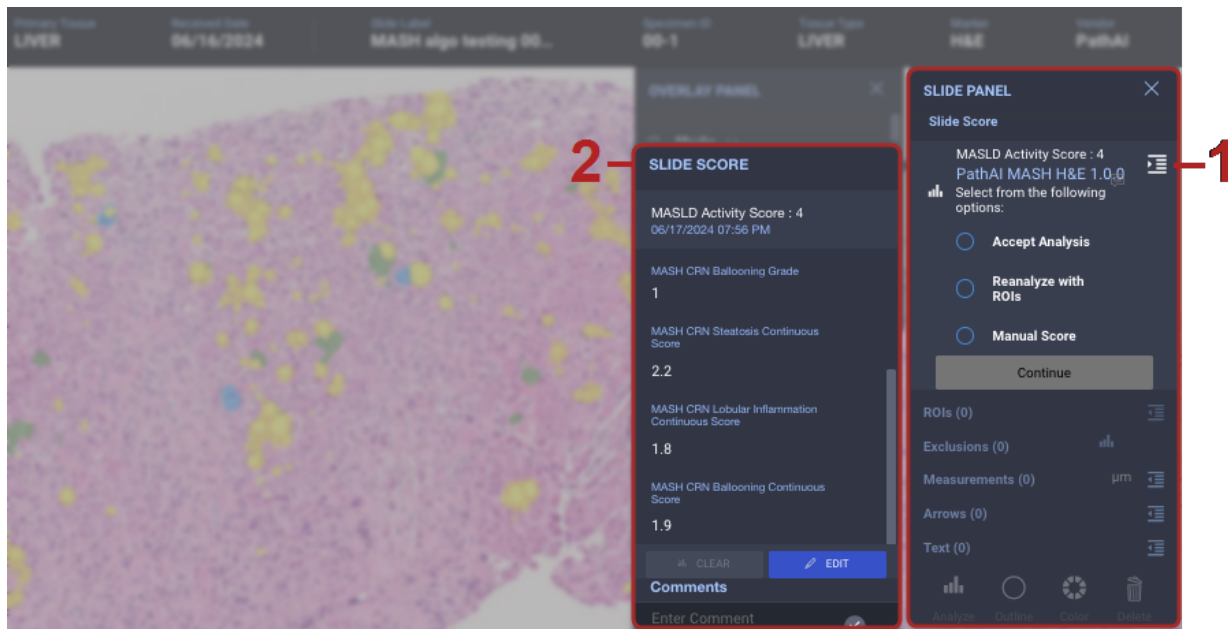 Primary Tissue
LIVER
Received Date
06/16/2024
Slide Label
MASH algo testing 00...
Specimen ID
00-1
Tissue Type
LIVER
Marker
H&E
Vendor
PathAI
OVERLAY PANEL
2
SLIDE SCORE
MASLD Activity Score : 4
06/17/2024 07:56 PM
MASH CRN Ballooning Grade
1
MASH CRN Steatosis Continuous
Score
2.2
MASH CRN Lobular Inflammation
Continuous Score
1.8
MASH CRN Ballooning Continuous
Score
1.9
CLEAR
EDIT
Comments
Enter Comment
SLIDE PANEL
Slide Score
1
MASLD Activity Score : 4
PathAI MASH H&E 1.0.0
Select from the following
options:
Accept Analysis
Reanalyze with
ROIs
Manual Score
Continue
ROIs (0)
Exclusions (0)
Measurements (0) µm
Arrows (0)
Text (0)
Analyze Outline Color Delete